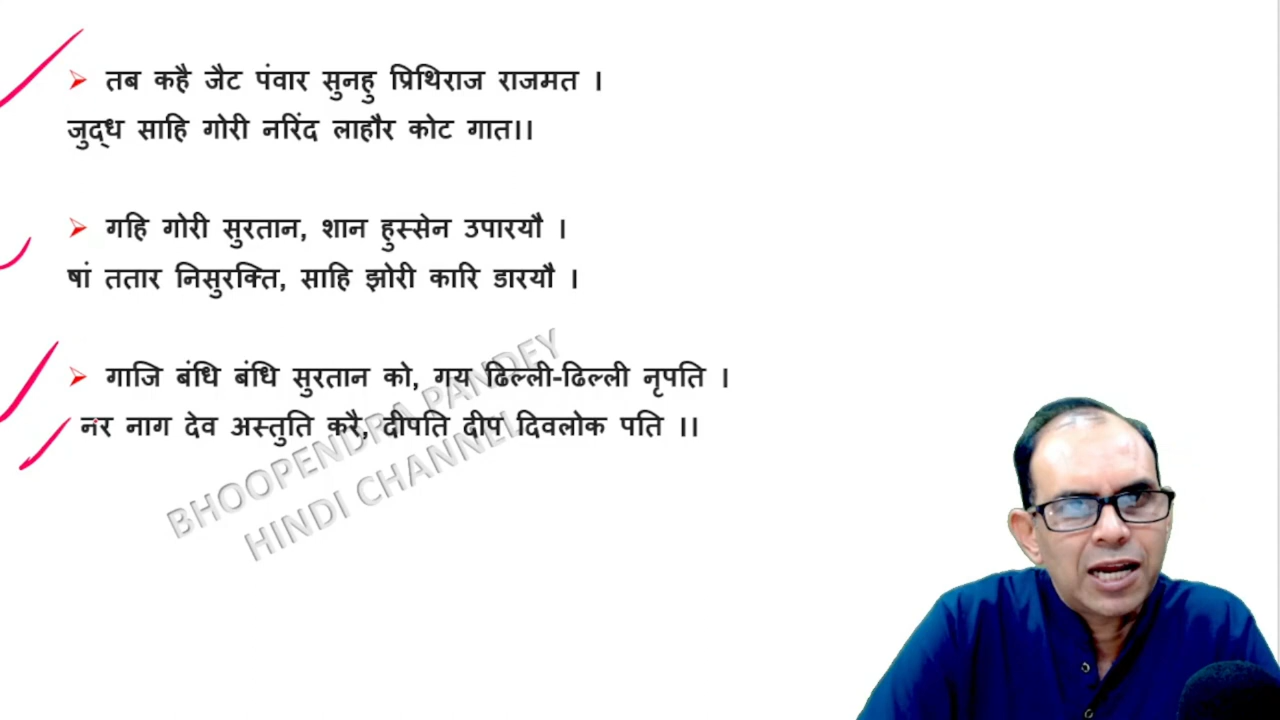 तब कहै जैट पंवार सुनहु प्रिथिराज राजमत ।
जुद्ध साहि गोरी नरिंद लाहौर कोट गात।।
गहि गोरी सुरतान, शान हुस्सेन उपारयौ ।
षां ततार निसुरक्ति, साहि झोरी कारि डारयौ ।
गाजि बंधि बंधि सुरतान को, गय ढिल्ली-ढिल्ली नृपति ।
नर नाग देव अस्तुति करै, दीपति दीप दिवलोक पति ।।
BHOOPENDRA PANDEY
HINDI CHANNEL